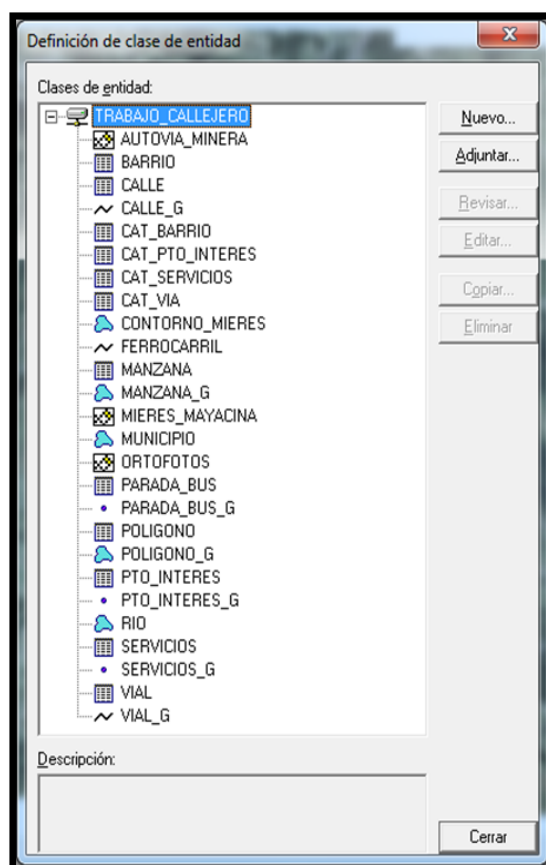 Definición de clase de entidad
Clases de entidad:
TRABAJO_CALLEJERO
AUTOVIA_MINERA
BARRIO
CALLE
CALLE_G
CAT_BARRIO
CAT_PTO_INTERES
CAT_SERVICIOS
CAT_VIA
CONTORNO_MIERES
FERROCARRIL
MANZANA
MANZANA_G
MIERES_MAYACINA
MUNICIPIO
ORTOFOTOS
PARADA_BUS
PARADA_BUS_G
POLIGONO
POLIGONO_G
PTO_INTERES
PTO_INTERES_G
RIO
SERVICIOS
SERVICIOS_G
VIAL
VIAL_G
Nuevo...
Adjuntar...
Revisar...
Editar...
Copiar...
Eliminar
Descripción:
Cerrar